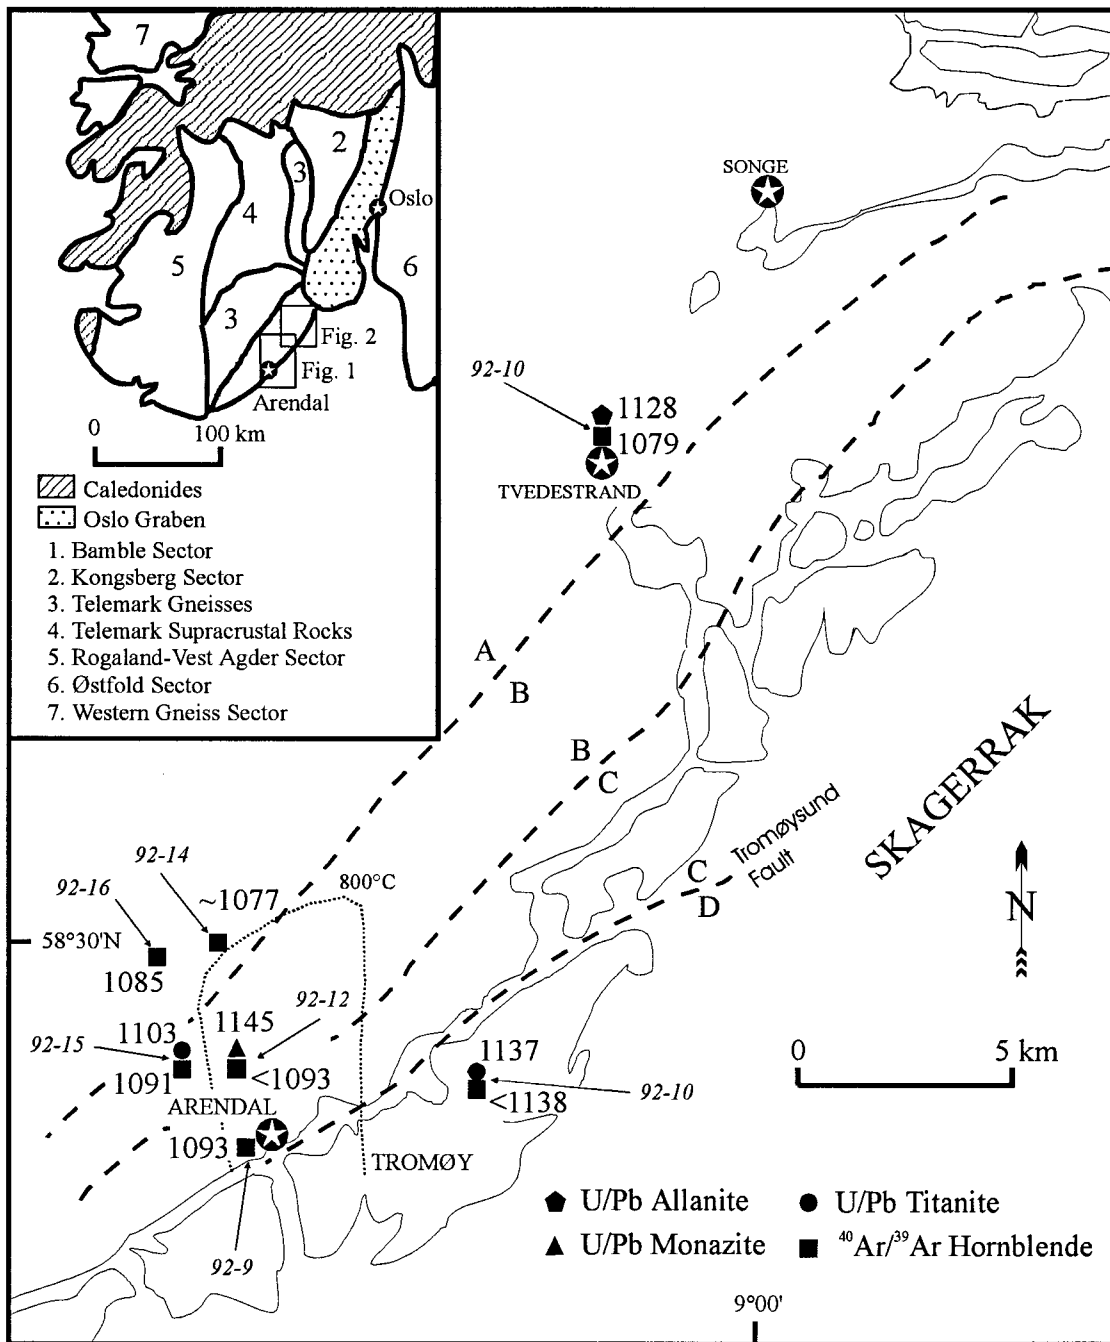 7
2
3
Oslo
4
5
6
3
Fig. 2
Fig. 1
Arendal
0 100 km
Caledonides
Oslo Graben
1. Bamble Sector
2. Kongsberg Sector
3. Telemark Gneisses
4. Telemark Supracrustal Rocks
5. Rogaland-Vest Agder Sector
6. Østfold Sector
7. Western Gneiss Sector
SONGE
92-10
1128
1079
TVEDESTRAND
A
B
B
C
SKAGERRAK
Tromøysund
Fault
C
D
N
800°C
92-14
92-16
~1077
58°30'N
1085
92-12
1103
1145
92-15
1091
<1093
1137
<1138
92-10
0 5 km
ARENDAL
1093
TROMØY
92-9
U/Pb Allanite
U/Pb Titanite
U/Pb Monazite
⁴⁰Ar/³⁹Ar Hornblende
9°00'